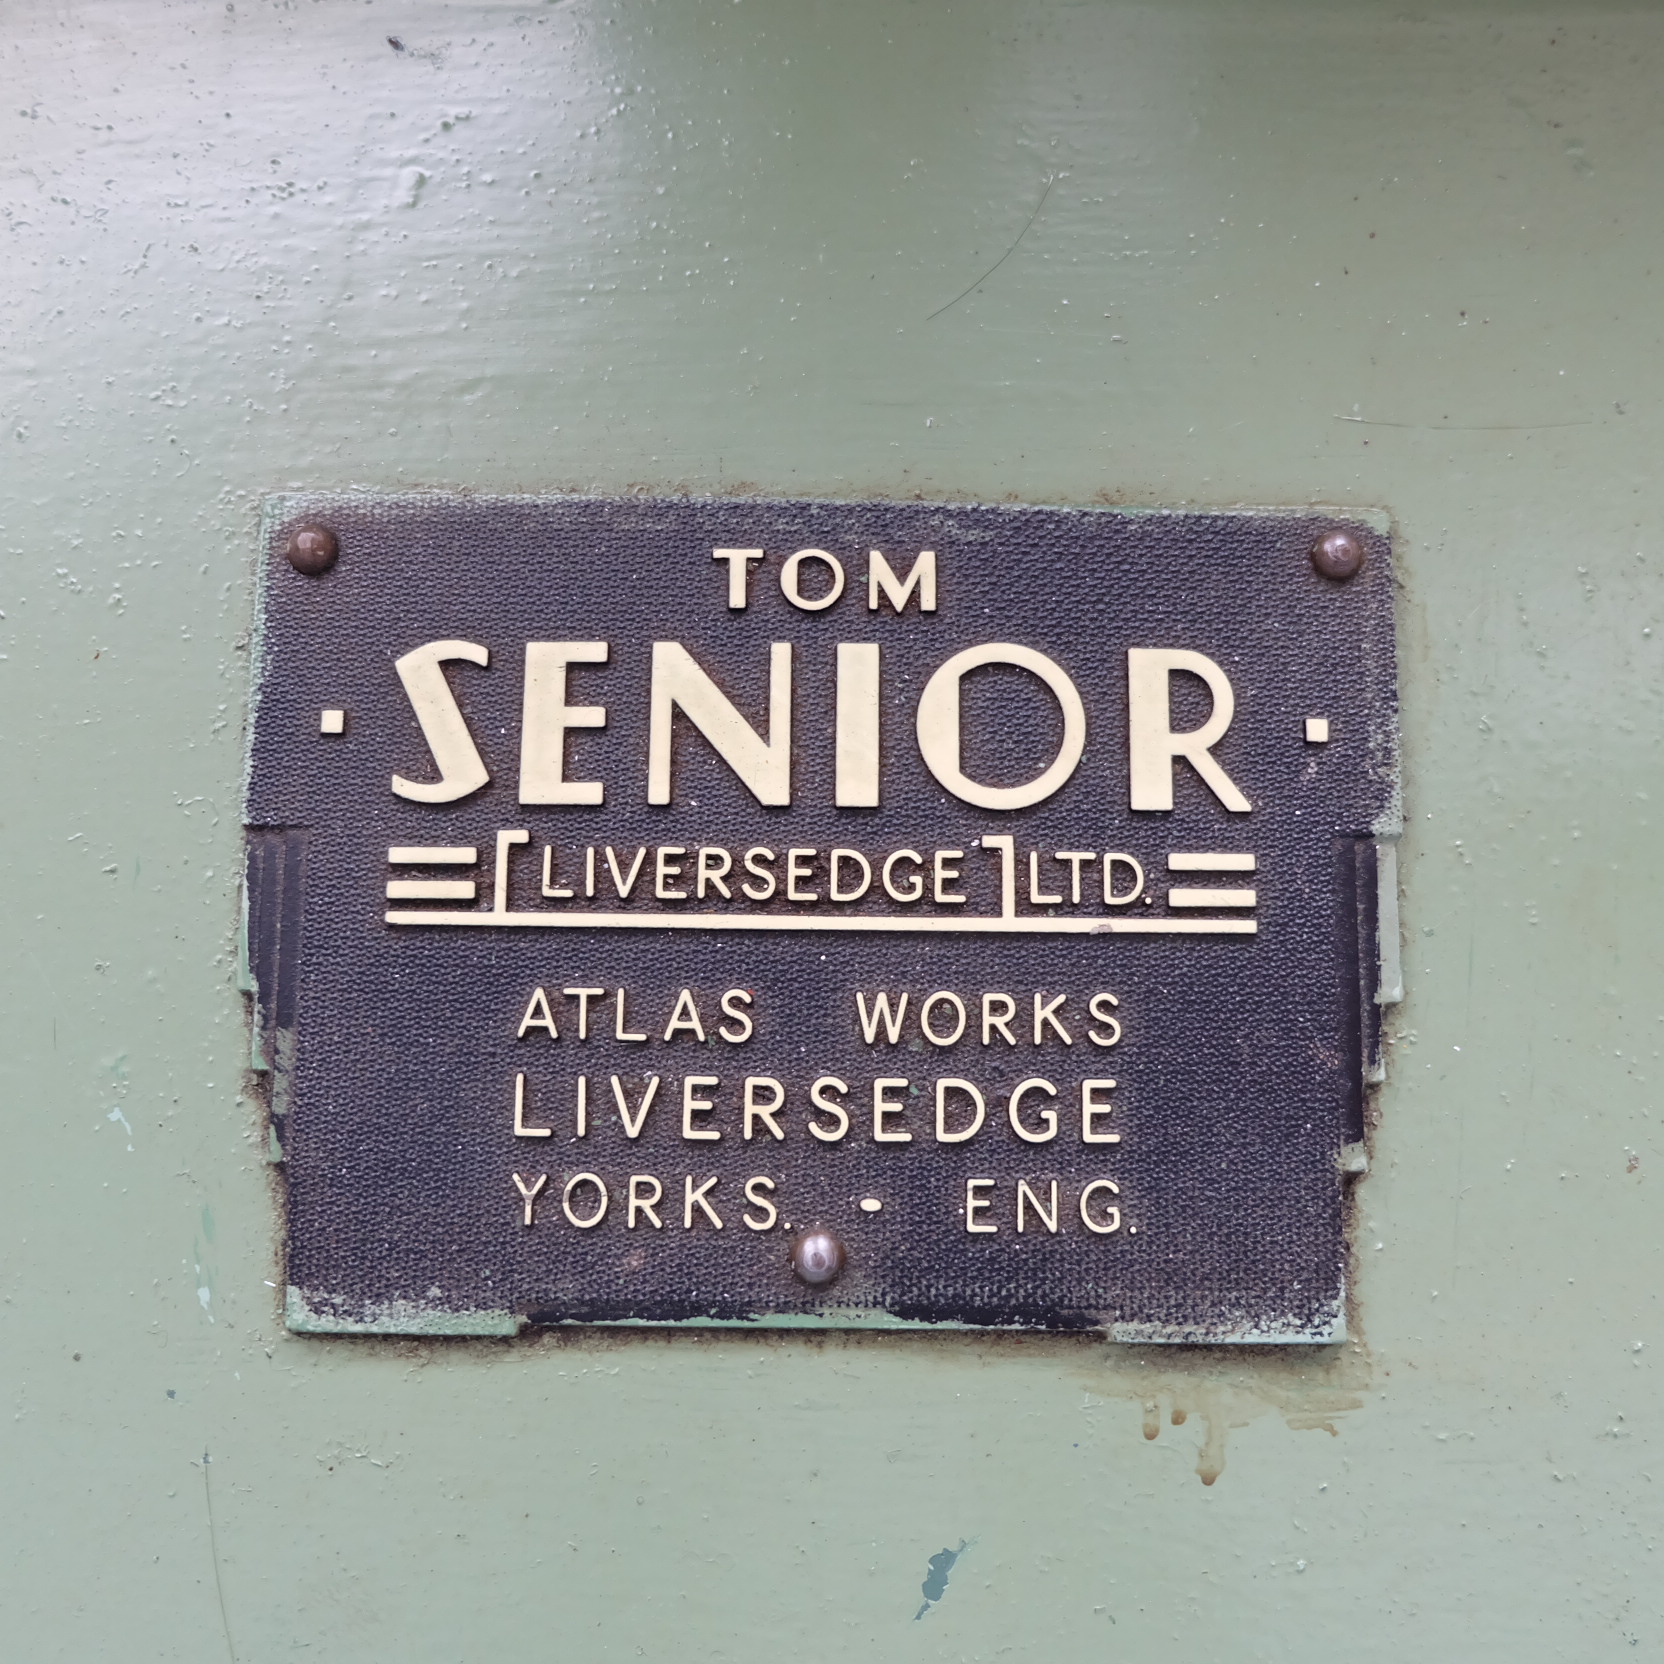 TOM
SENIOR
[LIVERSEDGE] LTD.
ATLAS WORKS
LIVERSEDGE
YORKS. - ENG.